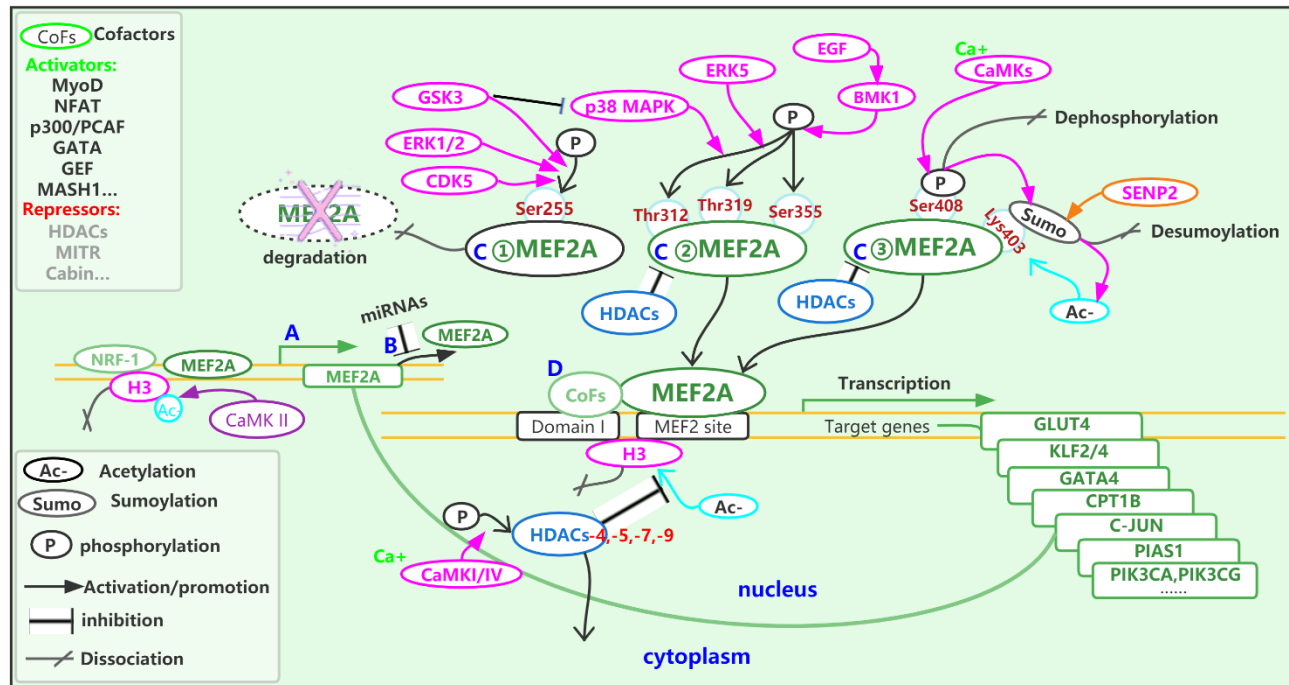 CoFs Cofactors
Activators:
MyoD
NFAT
p300/PCAF
GATA
GEF
MASH1...
Repressors:
HDACs
MITR
Cabin...
GSK3
ERK1/2
CDK5
P
Ser255
C ①MEF2A
MEF2A
degradation
p38 MAPK
ERK5
EGF
BMK1
P
Thr312
Thr319
Ser355
C ②MEF2A
HDACs
Ca+
CaMKs
P
Dephosphorylation
Ser408
Lys403
Sumo
SENP2
Desumoylation
C ③MEF2A
HDACs
Ac-
A
miRNAs
B
MEF2A
NRF-1
MEF2A
MEF2A
H3
Ac-
CaMK II
D
CoFs
MEF2A
Domain I
MEF2 site
H3
Ac-
Transcription
Target genes
GLUT4
KLF2/4
GATA4
CPT1B
C-JUN
PIAS1
PIK3CA,PIK3CG
......
P
HDACs-4,-5,-7,-9
Ca+
CaMKI/IV
nucleus
cytoplasm
Ac- Acetylation
Sumo Sumoylation
P phosphorylation
Activation/promotion
inhibition
Dissociation